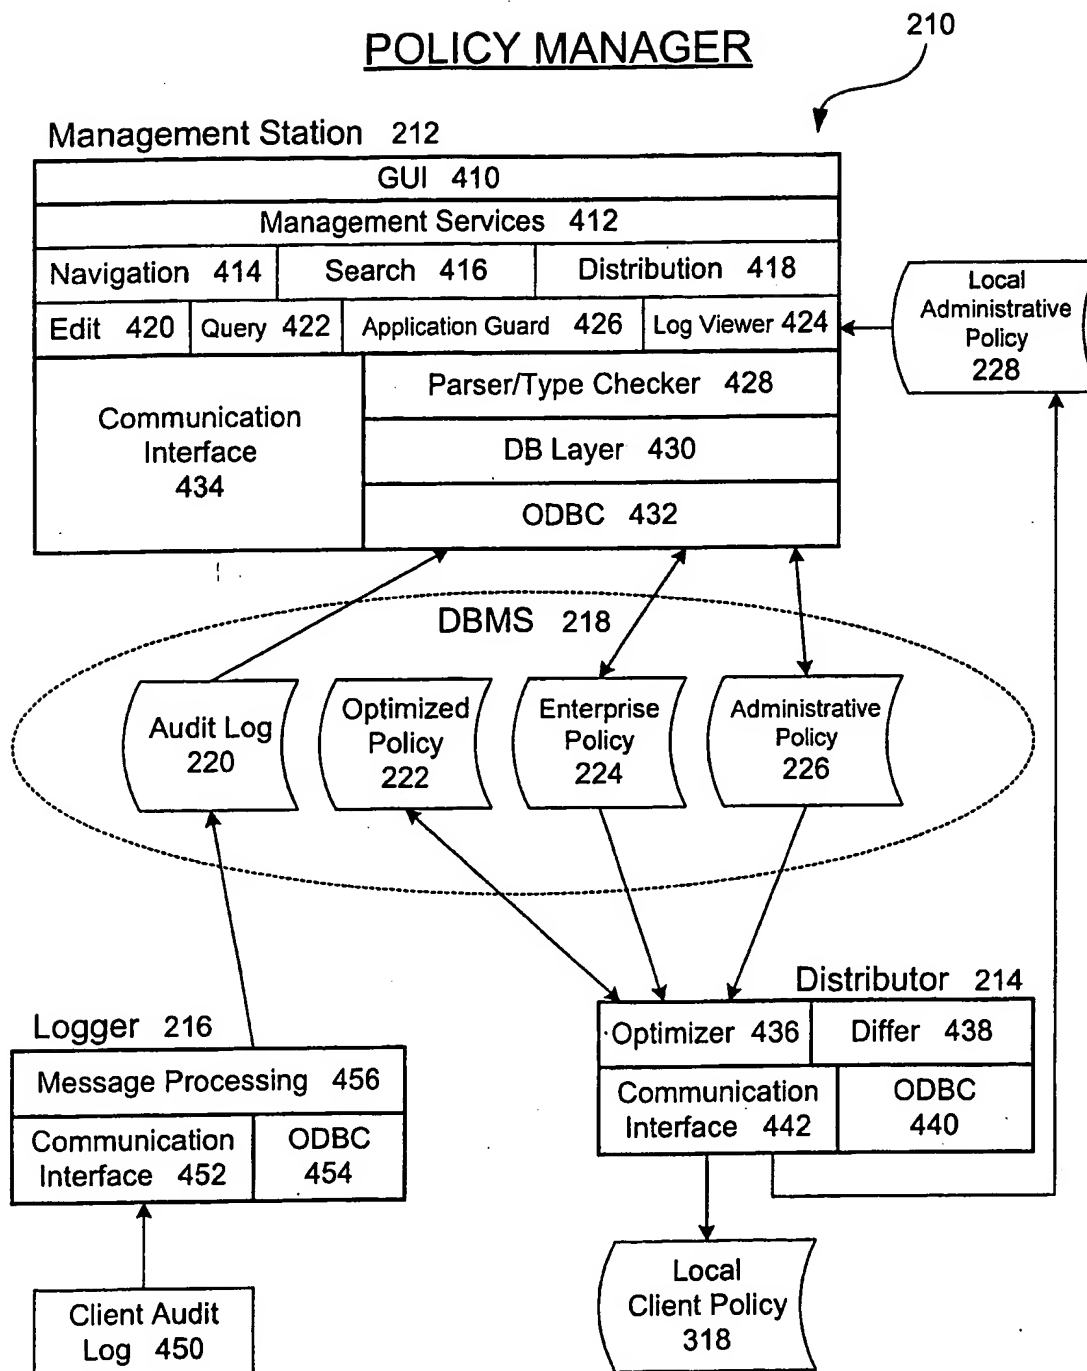 POLICY MANAGER
210
Management Station 212
GUI 410
Management Services 412
Navigation 414
Search 416
Distribution 418
Edit 420
Query 422
Application Guard 426
Log Viewer 424
Local
Administrative
Policy
228
Communication
Interface
434
Parser/Type Checker 428
DB Layer 430
ODBC 432
DBMS 218
Audit Log
220
Optimized
Policy
222
Enterprise
Policy
224
Administrative
Policy
226
Logger 216
Message Processing 456
Communication
Interface 452
ODBC
454
Client Audit
Log 450
Distributor 214
Optimizer 436
Differ 438
Communication
Interface 442
ODBC
440
Local
Client Policy
318